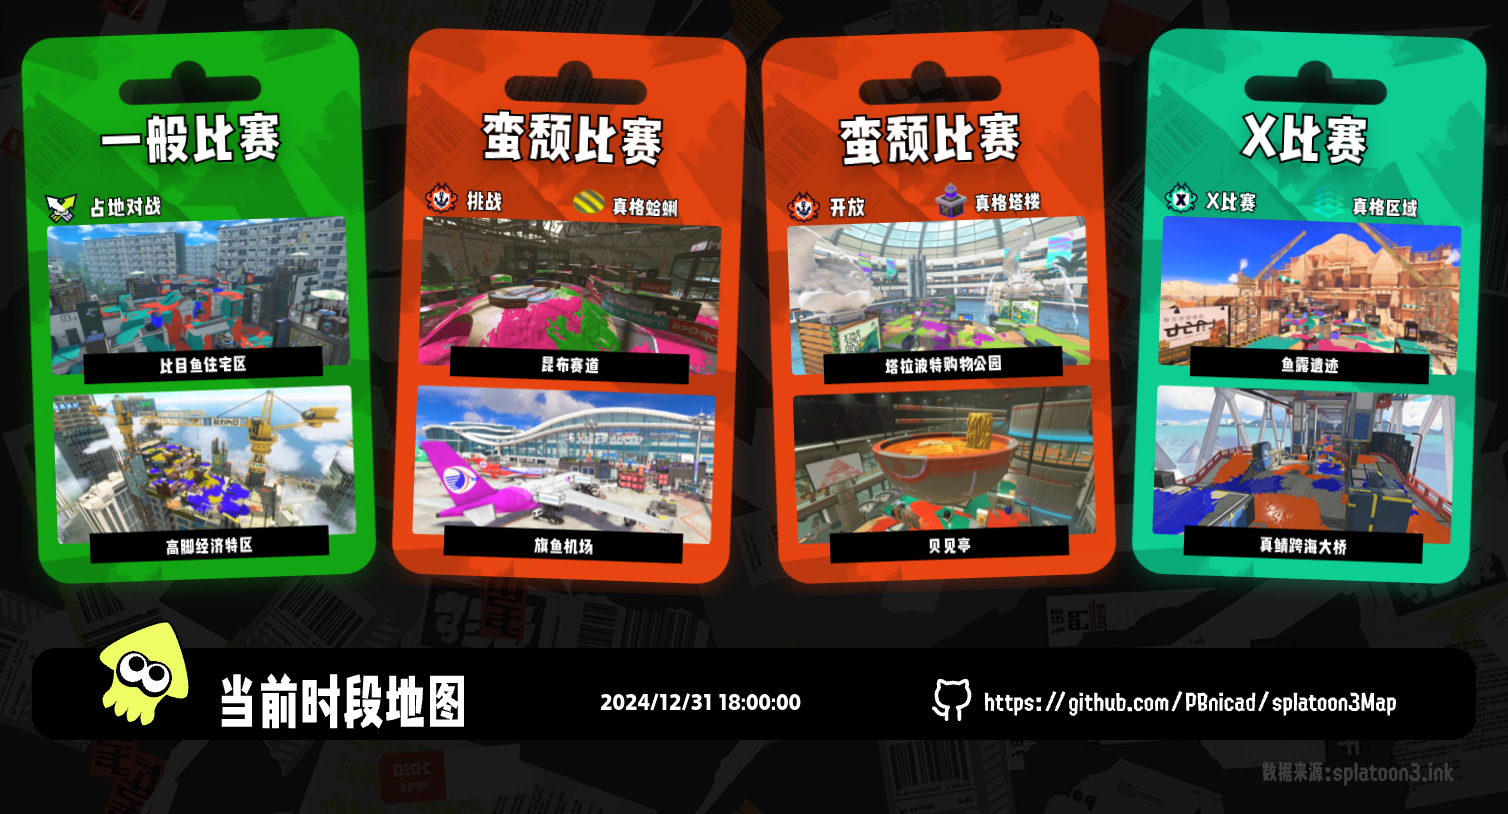 一般比赛
占地对战
比目鱼住宅区
高脚经济特区
蛮颓比赛
挑战
真格蛤蜊
昆布赛道
旗鱼机场
蛮颓比赛
开放
真格塔楼
塔拉波特购物公园
贝见亭
X比赛
X比赛
真格区域
鱼露遗迹
真鲭跨海大桥
当前时段地图
2024/12/31 18:00:00
https://github.com/PBnicad/splatoon3Map
数据来源:splatoon3.ink